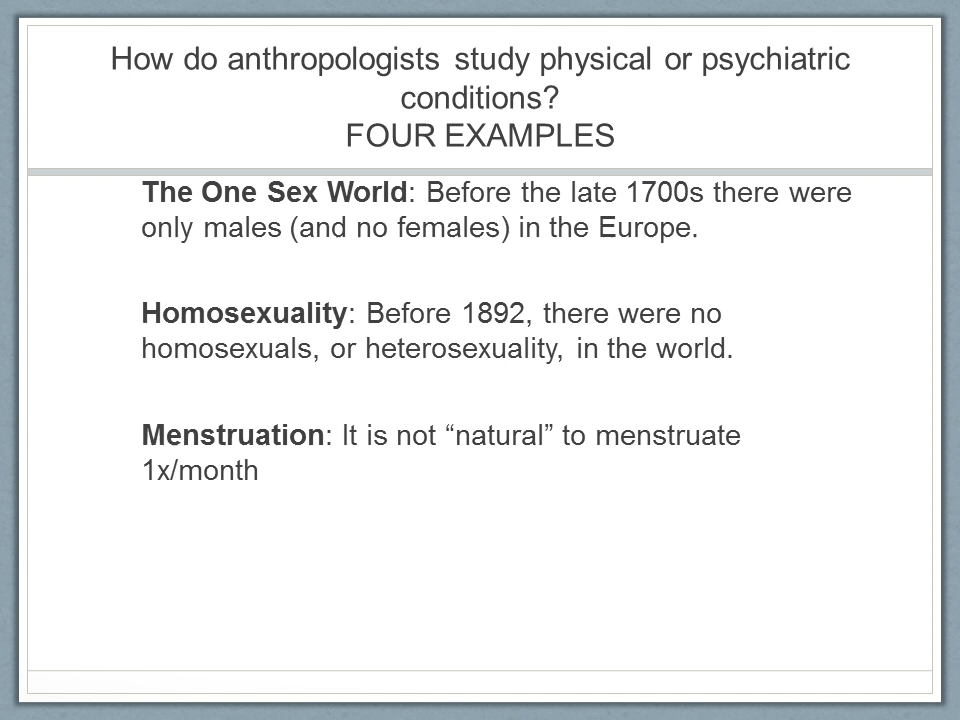 How do anthropologists study physical or psychiatric
conditions?
FOUR EXAMPLES
The One Sex World: Before the late 1700s there were
only males (and no females) in the Europe.
Homosexuality: Before 1892, there were no
homosexuals, or heterosexuality, in the world.
Menstruation: It is not “natural” to menstruate
1x/month